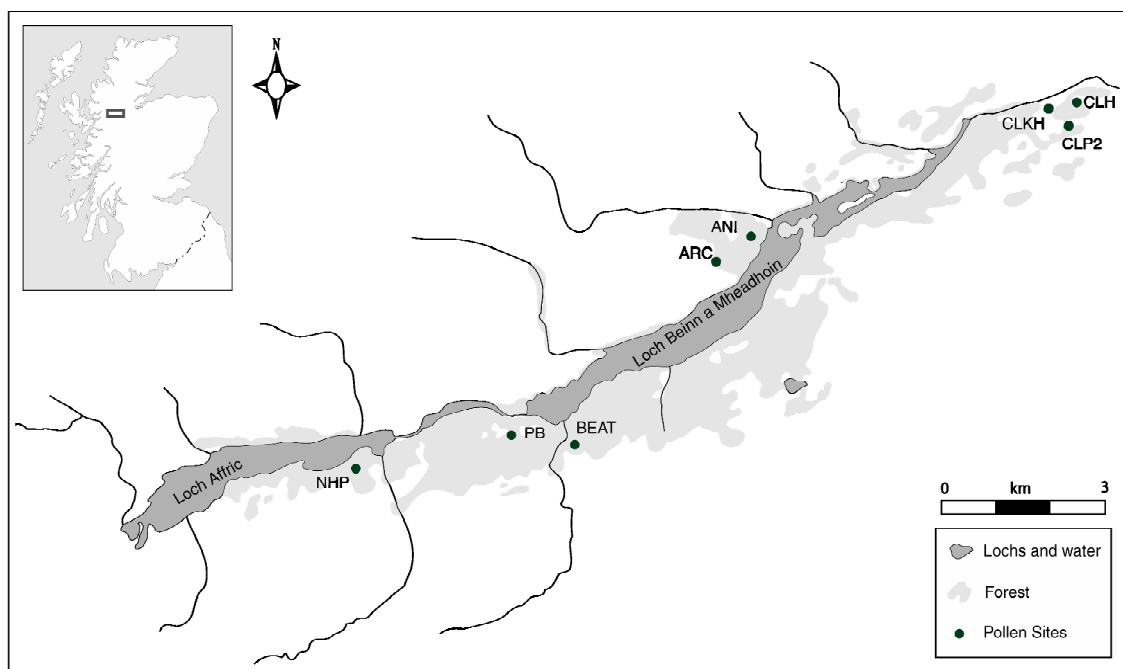 N
CLH
CLKH
CLP2
ANI
ARC
Loch Beinn a Mheadhoin
PB
BEAT
Loch Affric
NHP
0 km 3
Lochs and water
Forest
Pollen Sites